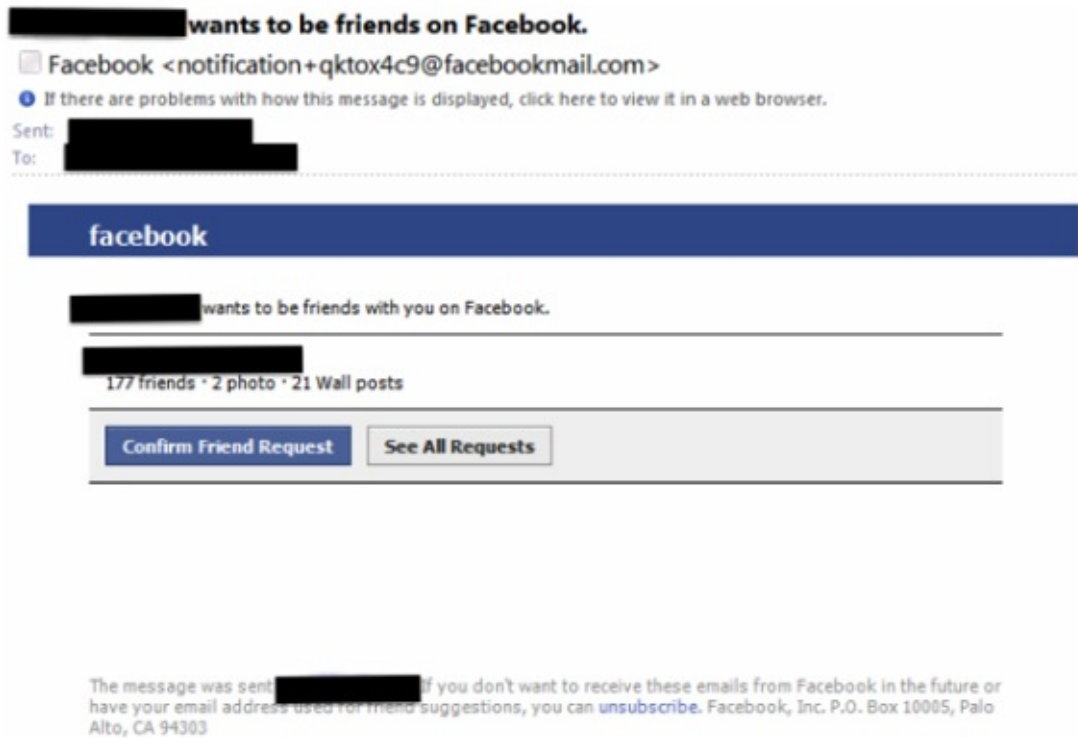 wants to be friends on Facebook.
Facebook <notification+qktox4c9@facebookmail.com>
If there are problems with how this message is displayed, click here to view it in a web browser.
Sent:
To:
facebook
wants to be friends with you on Facebook.
177 friends · 2 photo · 21 Wall posts
Confirm Friend Request See All Requests
The message was sent If you don't want to receive these emails from Facebook in the future or
have your email address used for friend suggestions, you can unsubscribe. Facebook, Inc. P.O. Box 10005, Palo
Alto, CA 94303